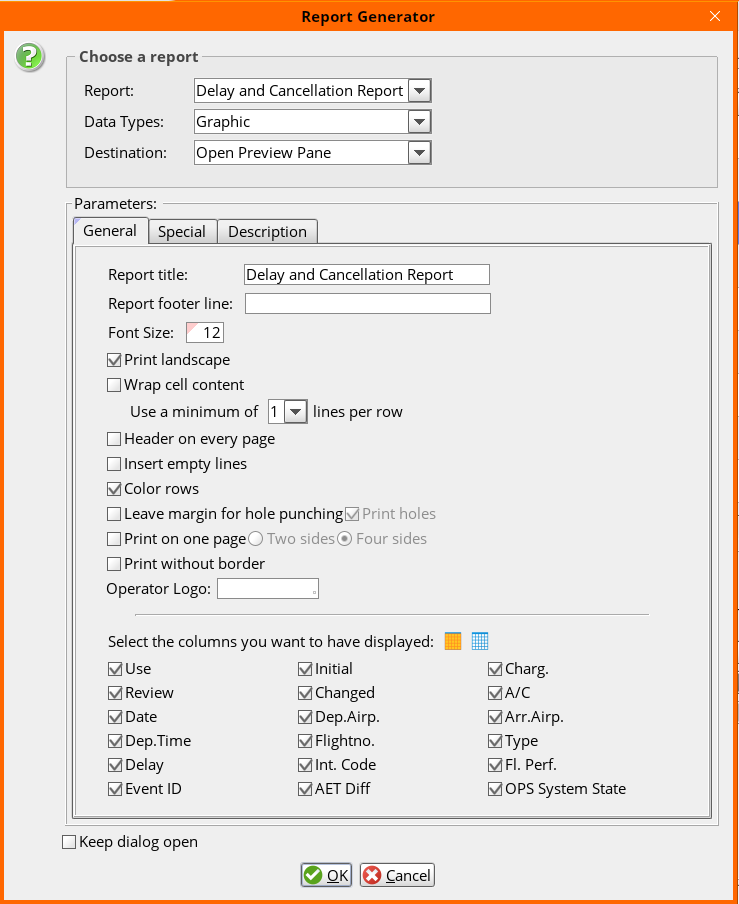 Report Generator
Choose a report
Report: Delay and Cancellation Report
Data Types: Graphic
Destination: Open Preview Pane
Parameters:
General Special Description
Report title: Delay and Cancellation Report
Report footer line:
Font Size: 12
Print landscape
Wrap cell content
Use a minimum of 1 lines per row
Header on every page
Insert empty lines
Color rows
Leave margin for hole punching Print holes
Print on one page Two sides Four sides
Print without border
Operator Logo:
Select the columns you want to have displayed:
Use Initial Charg.
Review Changed A/C
Date Dep.Airp. Arr.Airp.
Dep.Time Flightno. Type
Delay Int. Code Fl. Perf.
Event ID AET Diff OPS System State
Keep dialog open
OK Cancel